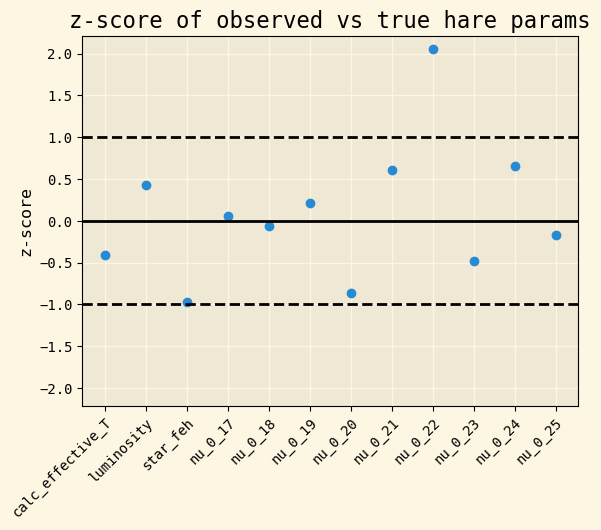 z-score of observed vs true hare params
z-score
2.0
1.5
1.0
0.5
0.0
−0.5
−1.0
−1.5
−2.0
calc_effective_T
luminosity
star_feh
nu_0_17
nu_0_18
nu_0_19
nu_0_20
nu_0_21
nu_0_22
nu_0_23
nu_0_24
nu_0_25